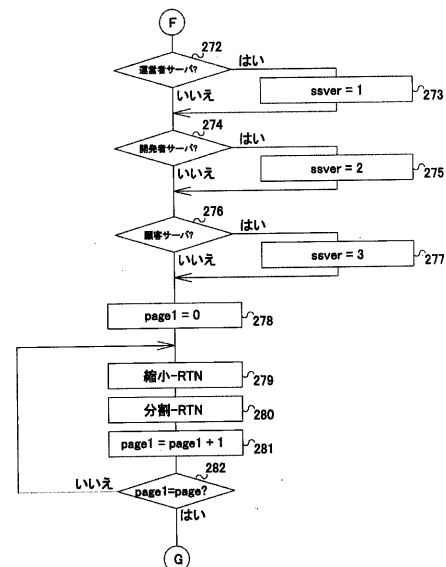 F
272
運営者サーバ?
はい
ssver = 1
273
いいえ
274
開発者サーバ?
はい
ssver = 2
275
いいえ
276
顧客サーバ?
はい
ssver = 3
277
いいえ
page1 = 0
278
縮小-RTN
279
分割-RTN
280
page1 = page1 + 1
281
282
いいえ
page1=page?
はい
G